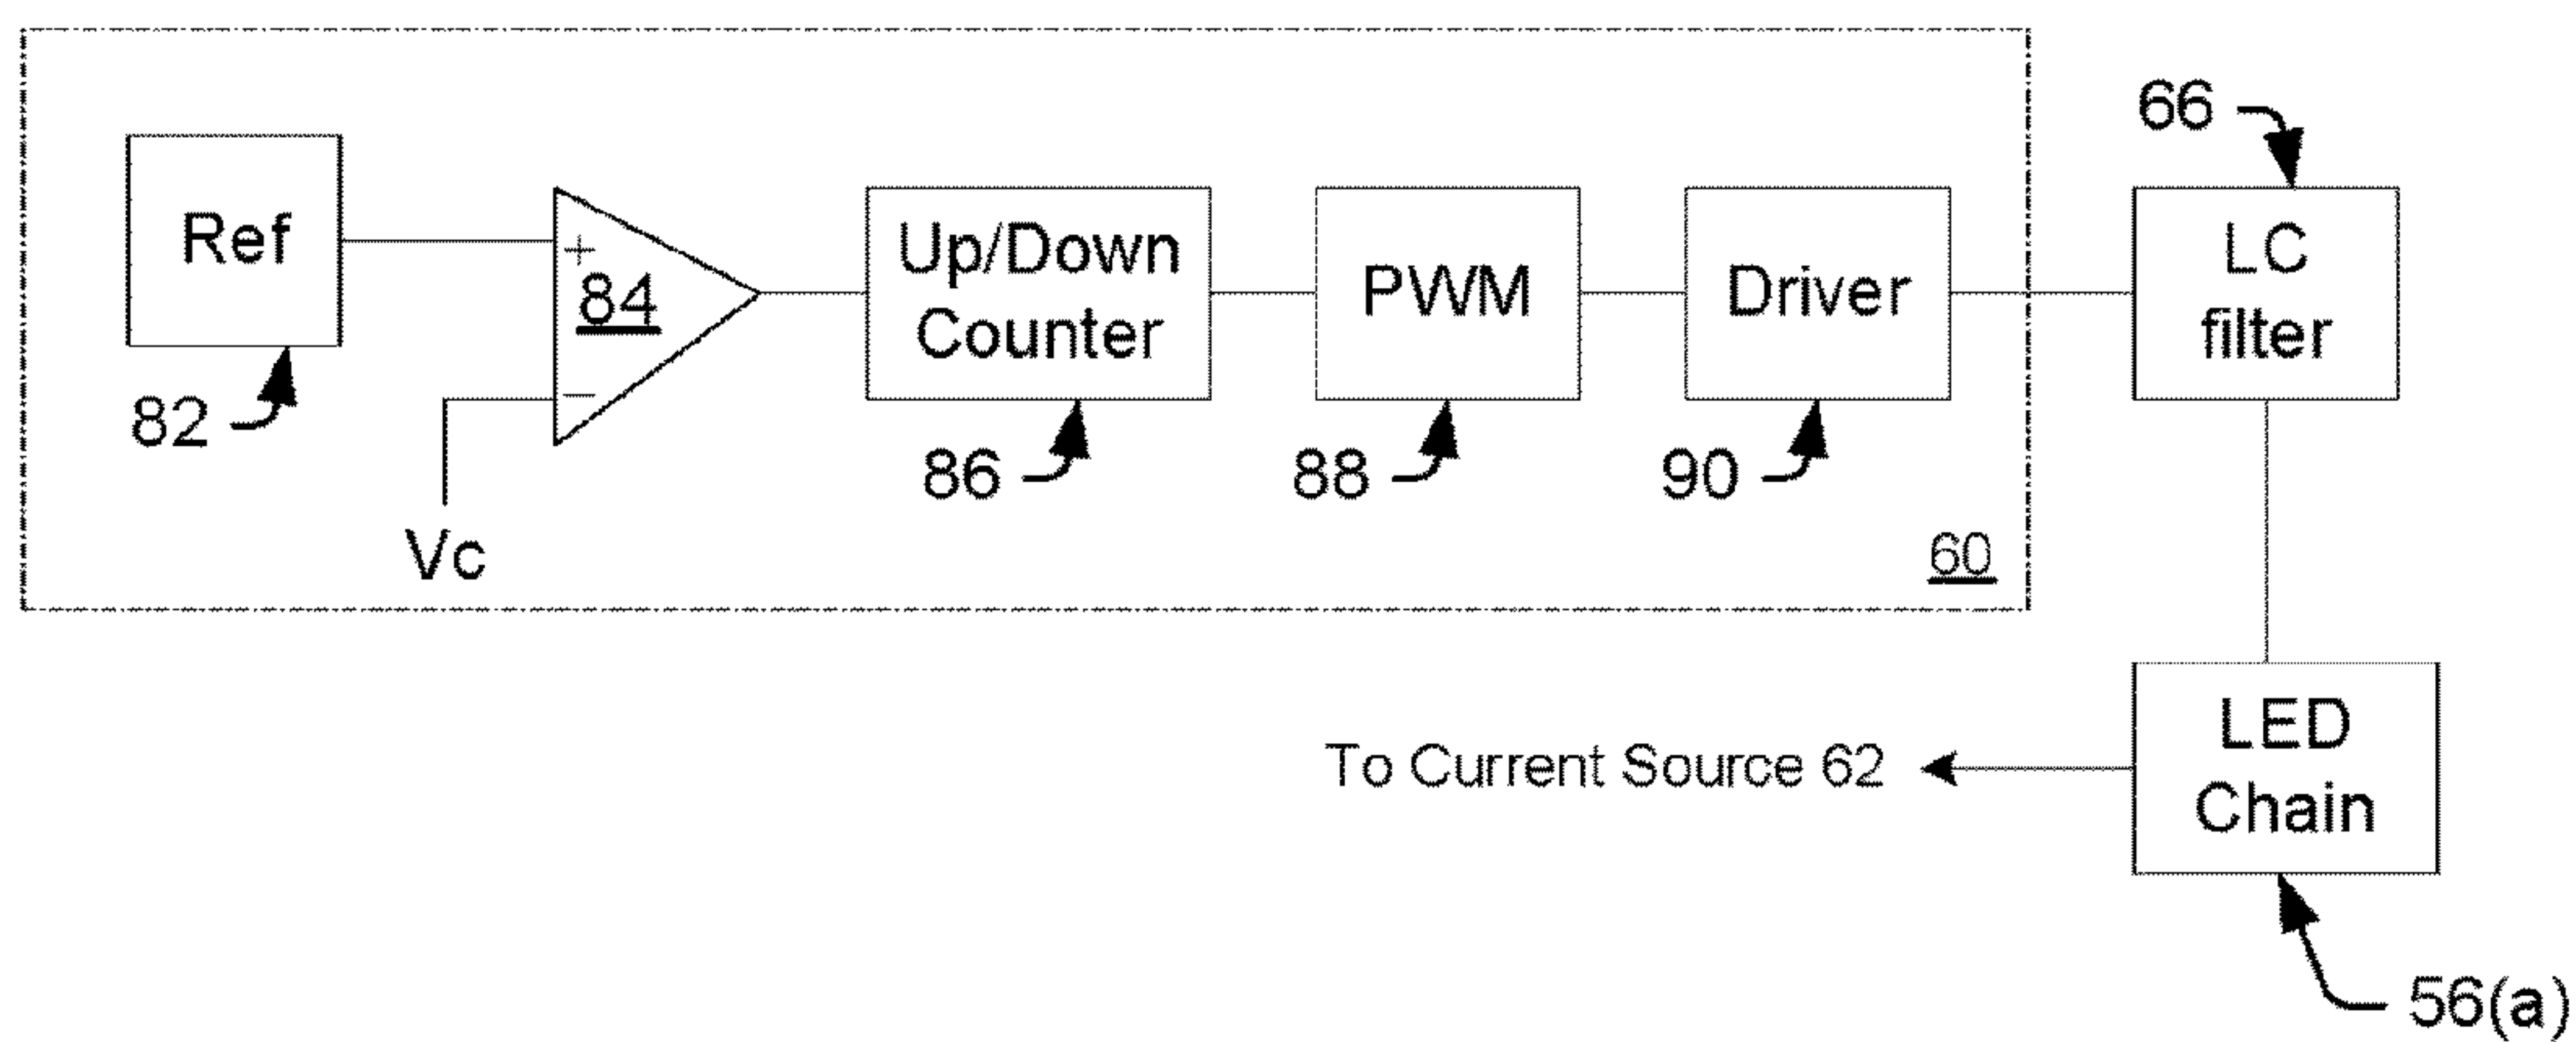 66
Ref
+
84
−
Up/Down
Counter
PWM
Driver
LC
filter
82
86
88
90
Vc
60
LED
Chain
To Current Source 62
56(a)